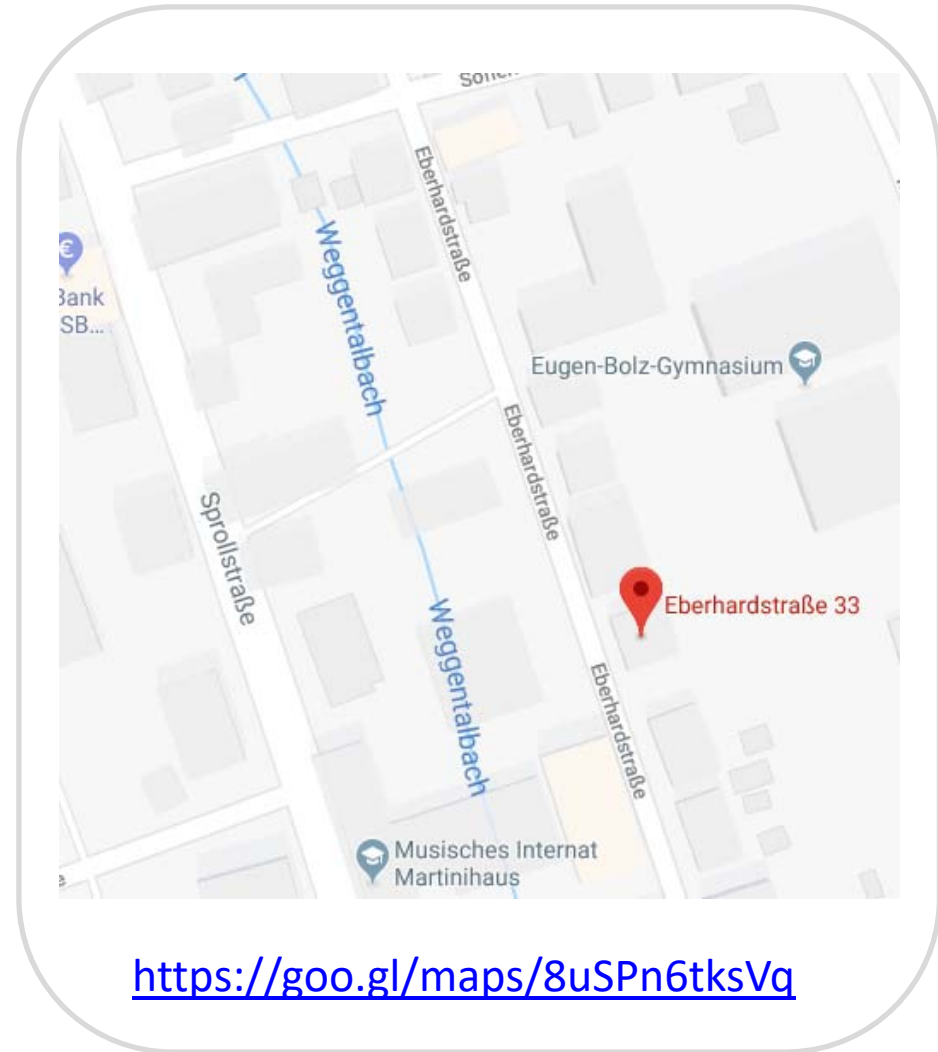 Eberhardstraße
Weggentalbach
€
SB...
Eugen-Bolz-Gymnasium
Eberhardstraße
Sprollstraße
Eberhardstraße 33
Weggentalbach
Eberhardstraße
Musisches Internat
Martinihaus
https://goo.gl/maps/8uSPn6tksVq